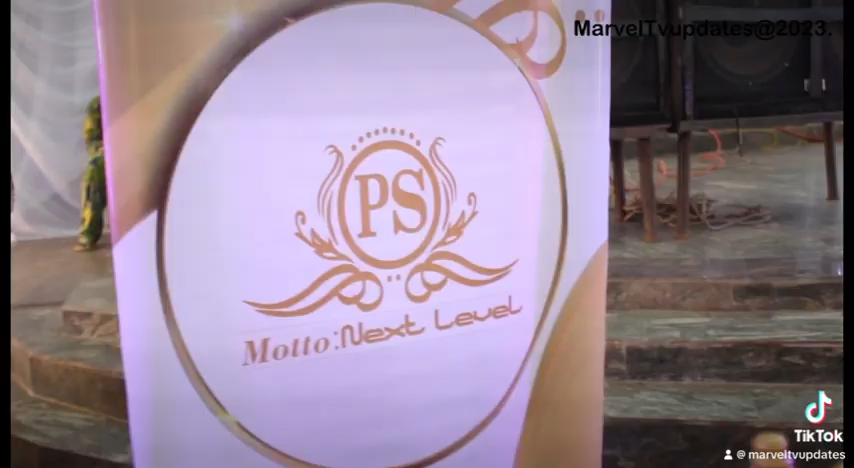 MarvelTvupdates@2023.
PS
Motto:Next Level
TikTok
@marveltvupdates